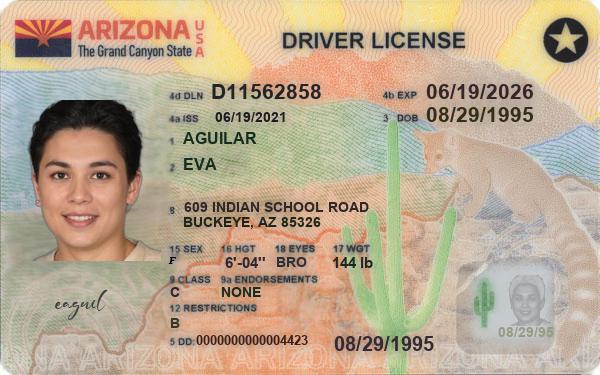 ARIZONA USA
The Grand Canyon State
DRIVER LICENSE
4d DLN D11562858
4b EXP 06/19/2026
4a ISS 06/19/2021
3 DOB 08/29/1995
1 AGUILAR
2 EVA
8 609 INDIAN SCHOOL ROAD
BUCKEYE, AZ 85326
15 SEX F 16 HGT 6'-04" 18 EYES BRO 17 WGT 144 lb
9 CLASS C 9a ENDORSEMENTS NONE
12 RESTRICTIONS
B
5 DD: 0000000000004423
08/29/1995
08/29/95
ARIZONA ARIZONA ARIZONA ARIZONA